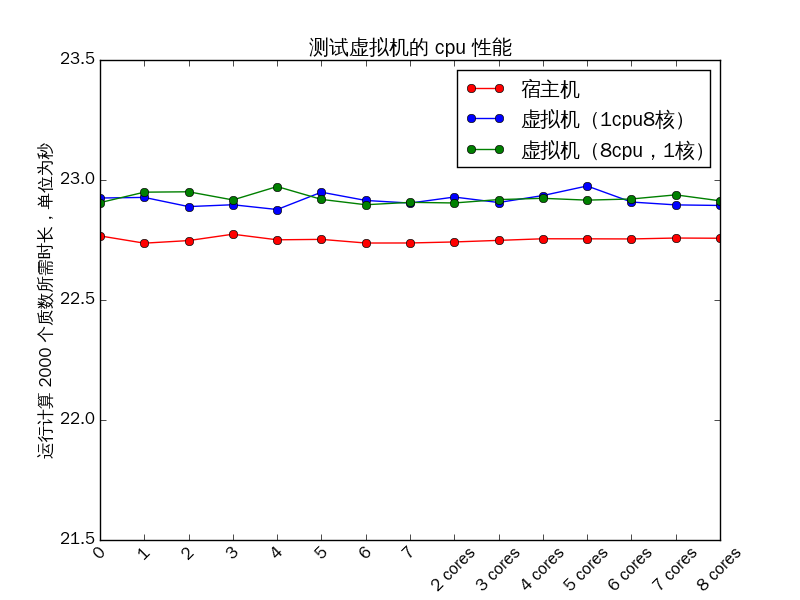 测试虚拟机的 cpu 性能
宿主机
虚拟机（1cpu8核）
虚拟机（8cpu，1核）
运行计算 2000 个质数所需时长，单位为秒
23.5
23.0
22.5
22.0
21.5
0
1
2
3
4
5
6
7
2 cores
3 cores
4 cores
5 cores
6 cores
7 cores
8 cores